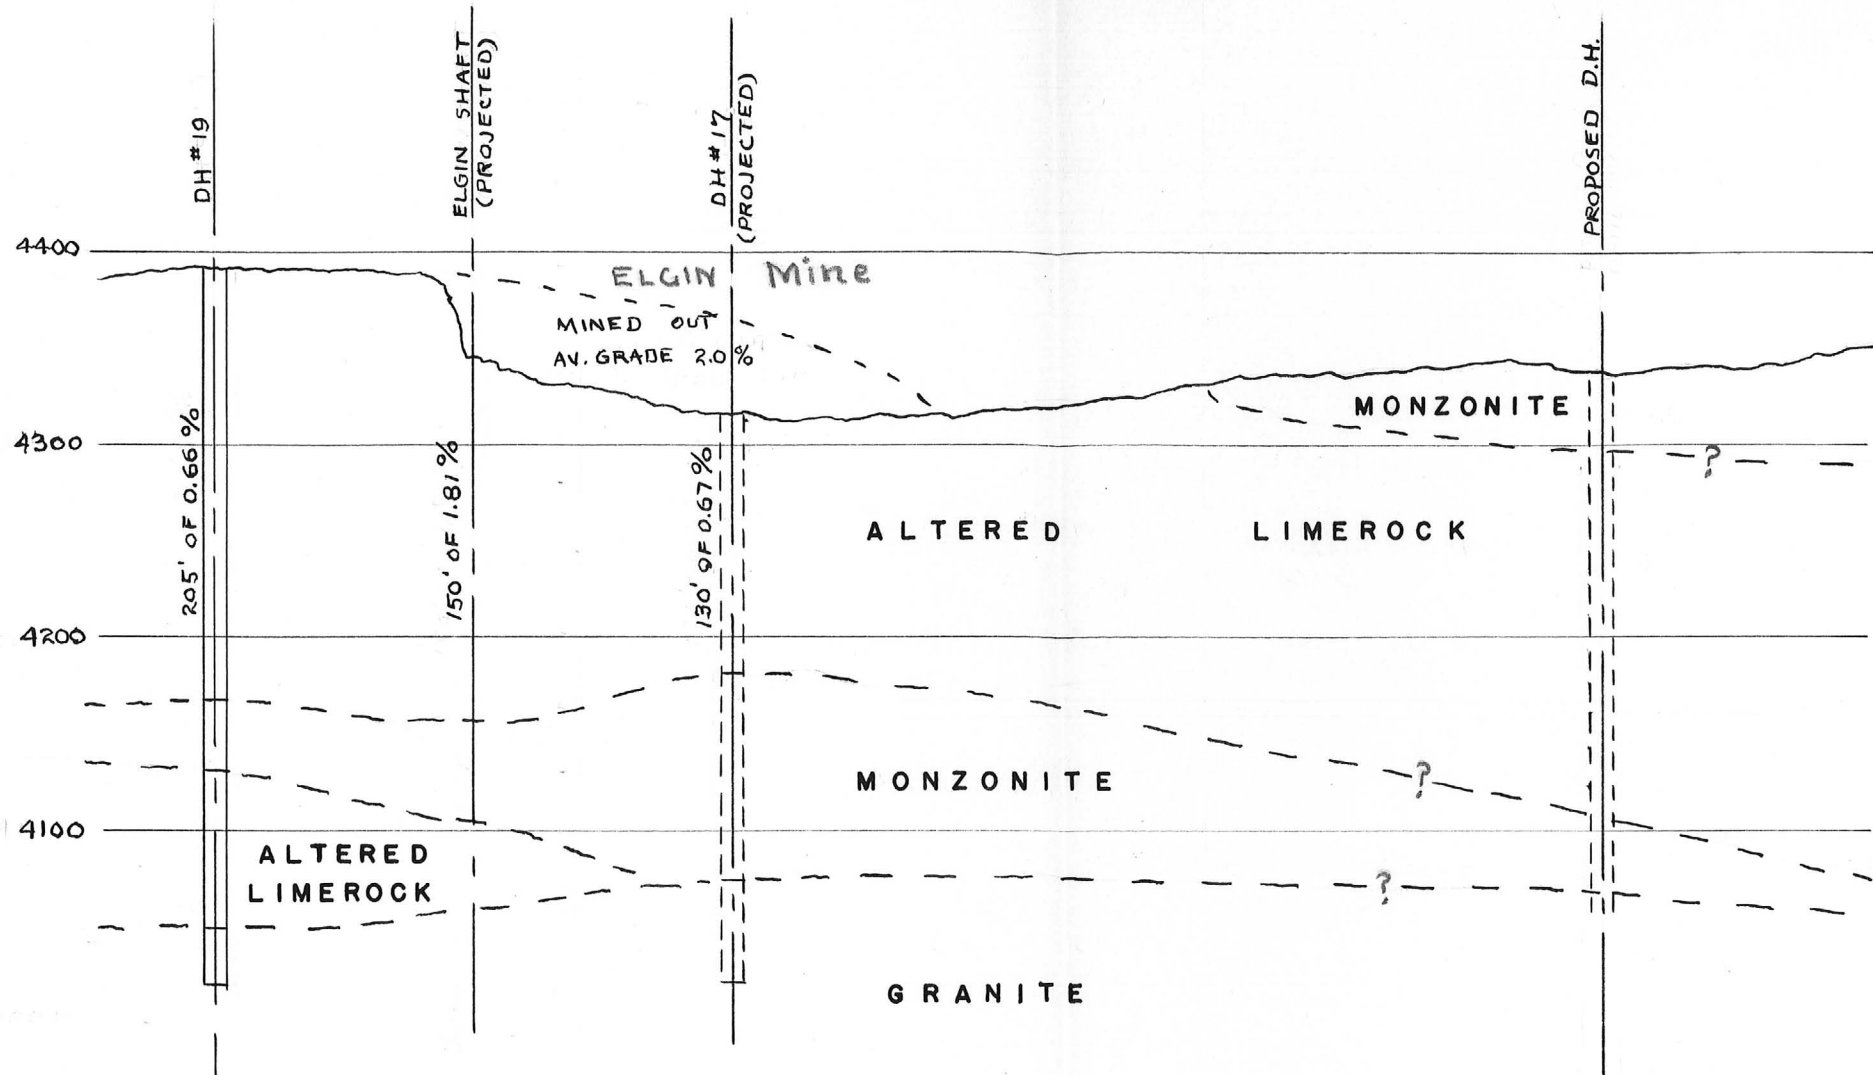 DH #19
ELGIN SHAFT
(PROJECTED)
DH #17
(PROJECTED)
PROPOSED D.H.
4400
ELGIN Mine
MINED OUT
AV. GRADE 2.0%
MONZONITE
4300
?
205' OF 0.66%
150' OF 1.81%
130' OF 0.67%
ALTERED LIMEROCK
4200
MONZONITE
?
4100
ALTERED
LIMEROCK
?
GRANITE